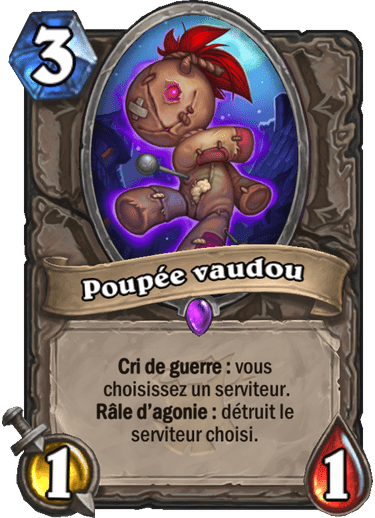 3
Poupée vaudou
Cri de guerre : vous
choisissez un serviteur.
Râle d'agonie : détruit le
serviteur choisi.
1
1